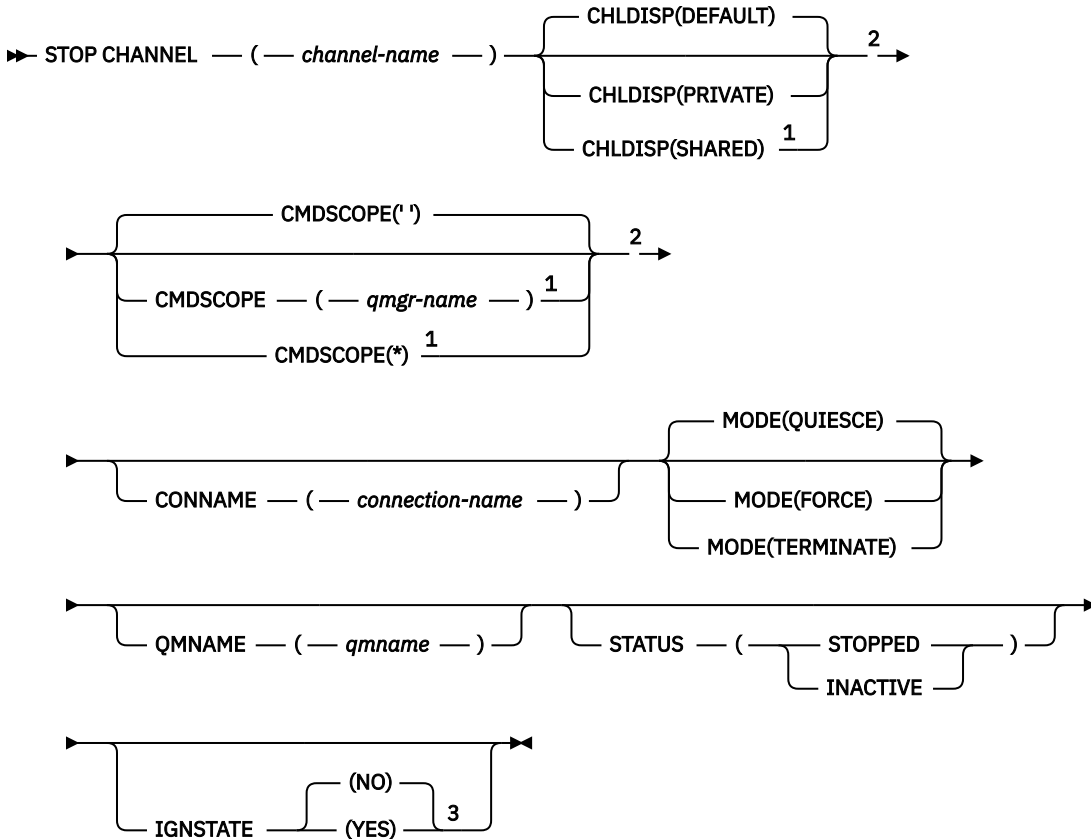 CHLDISP(DEFAULT)
STOP CHANNEL ( channel-name ) 2
CHLDISP(PRIVATE)
CHLDISP(SHARED) 1
CMDSCOPE(' ')
2
CMDSCOPE ( qmgr-name ) 1
CMDSCOPE(*) 1
MODE(QUIESCE)
CONNAME ( connection-name ) MODE(FORCE)
MODE(TERMINATE)
QMNAME ( qmname ) STATUS ( STOPPED )
INACTIVE
(NO)
IGNSTATE (YES) 3